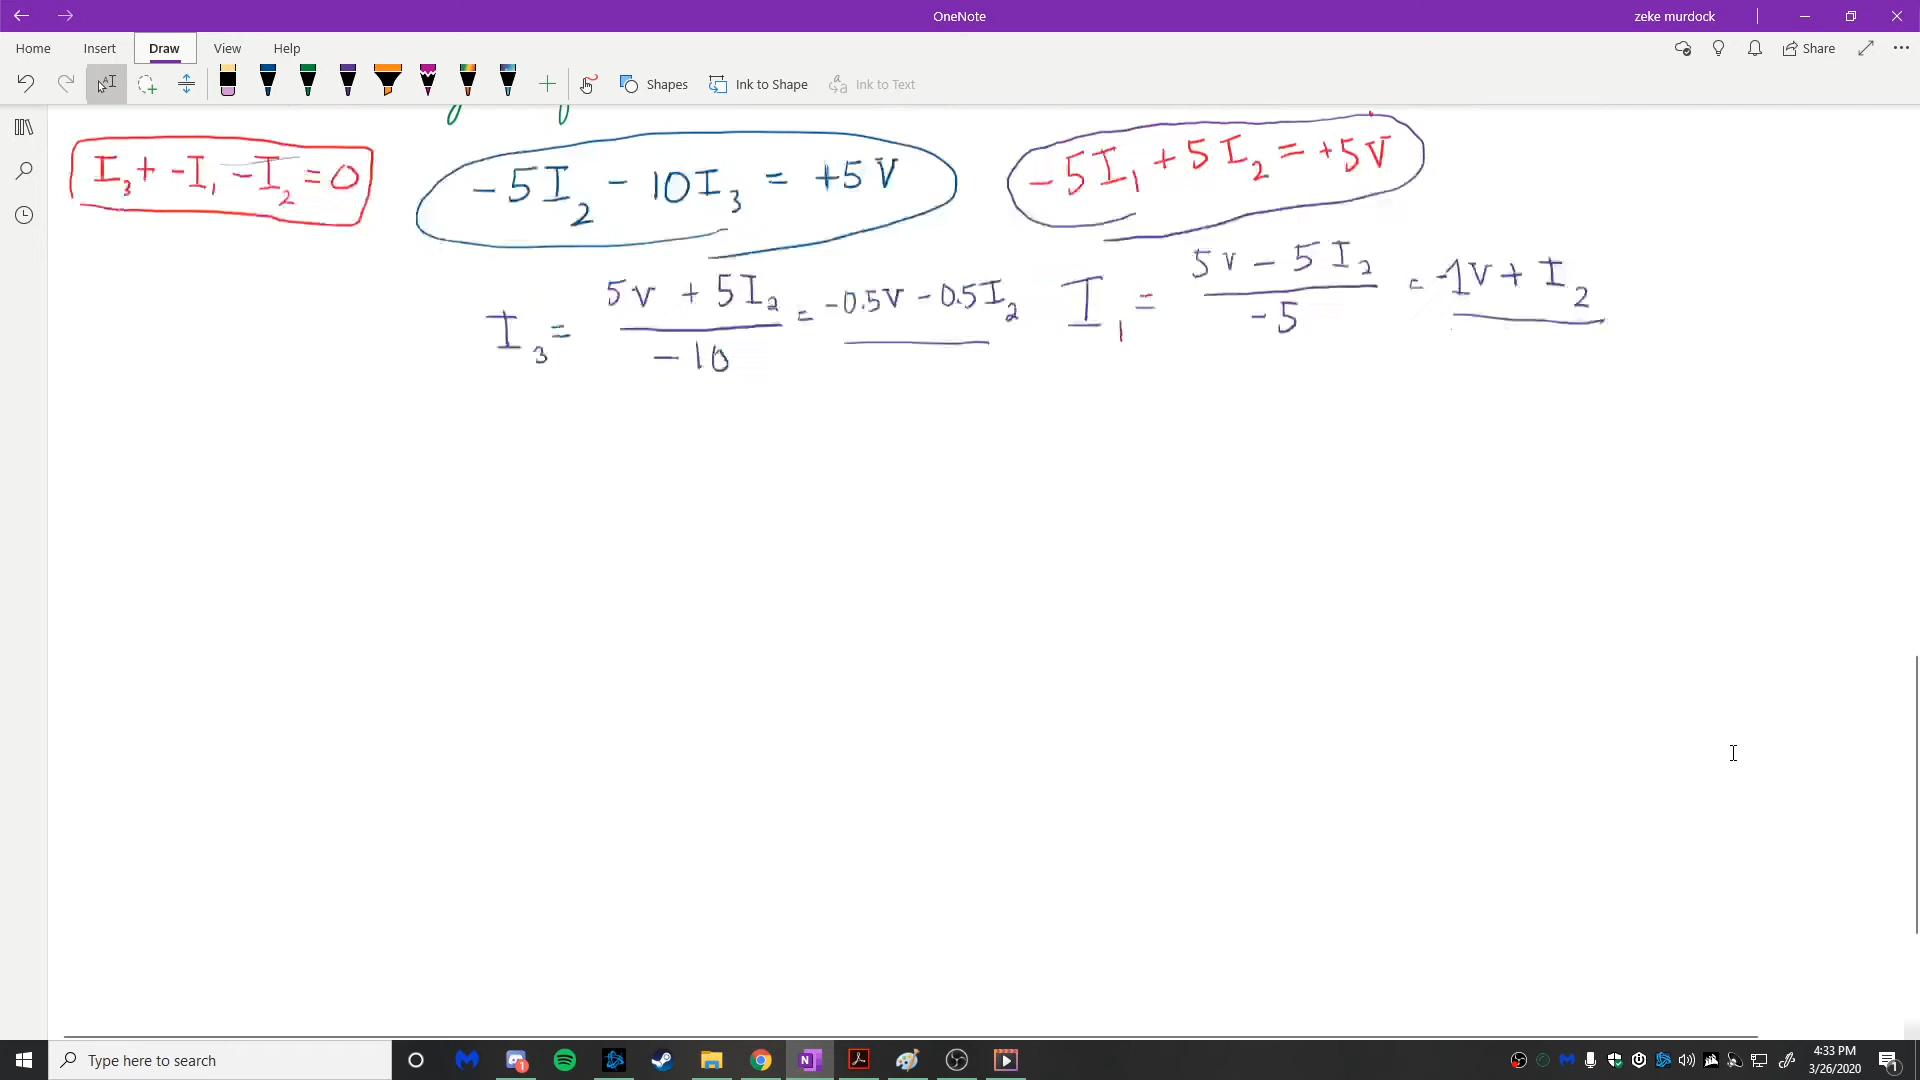 OneNote
zeke murdock
Home Insert Draw View Help
Share
Shapes Ink to Shape Ink to Text
I₃ + -I₁ - I₂ = 0
-5I₂ - 10I₃ = +5V
-5I₁ + 5I₂ = +5V
I₃ = (5V + 5I₂)/-10 = -0.5V - 0.5I₂
I₁ = (5V - 5I₂)/-5 = -1V + I₂
Type here to search
4:33 PM
3/26/2020